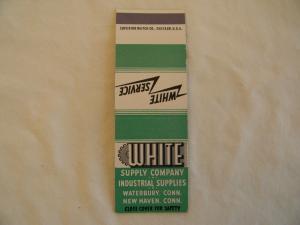 SUPERIOR MATCH CO., CHICAGO, U.S.A.
WHITE
SERVICE
WHITE
SUPPLY COMPANY
INDUSTRIAL SUPPLIES
WATERBURY, CONN.
NEW HAVEN, CONN.
CLOSE COVER FOR SAFETY